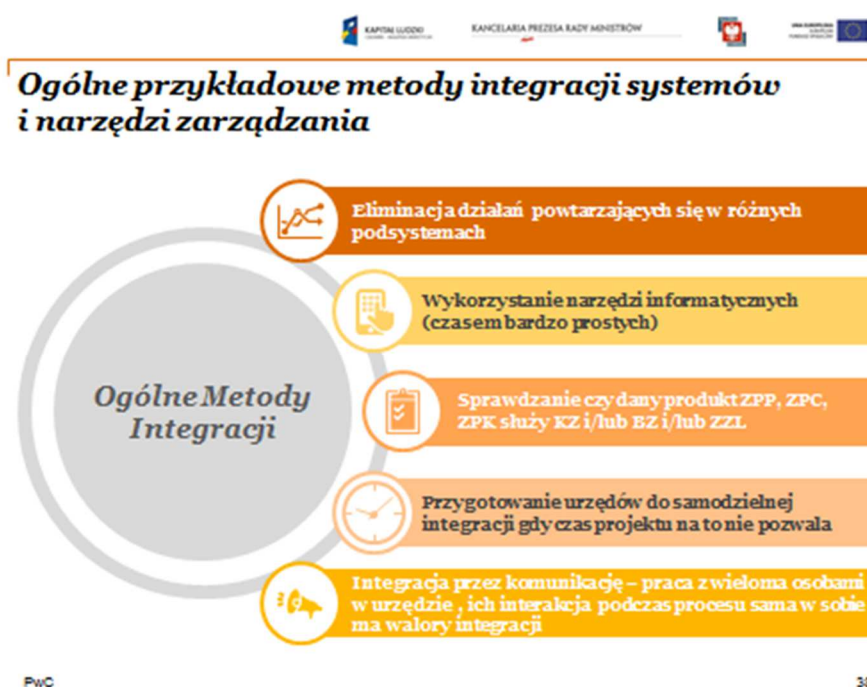 KAPITAŁ LUDZKI
KANCELARIA PREZESA RADY MINISTRÓW
UNIA EUROPEJSKA
Ogólne przykładowe metody integracji systemów
i narzędzi zarządzania
Eliminacja działań powtarzających się w różnych
podsystemach
Wykorzystanie narzędzi informatycznych
(czasem bardzo prostych)
Ogólne Metody
Integracji
Sprawdzanie czy dany produkt ZPP, ZPC,
ZPK służy KZ i/lub BZ i/lub ZZL
Przygotowanie urzędów do samodzielnej
integracji gdy czas projektu na to nie pozwala
Integracja przez komunikację – praca z wieloma osobami
w urzędzie , ich interakcja podczas procesu sama w sobie
ma walory integracji
PwC